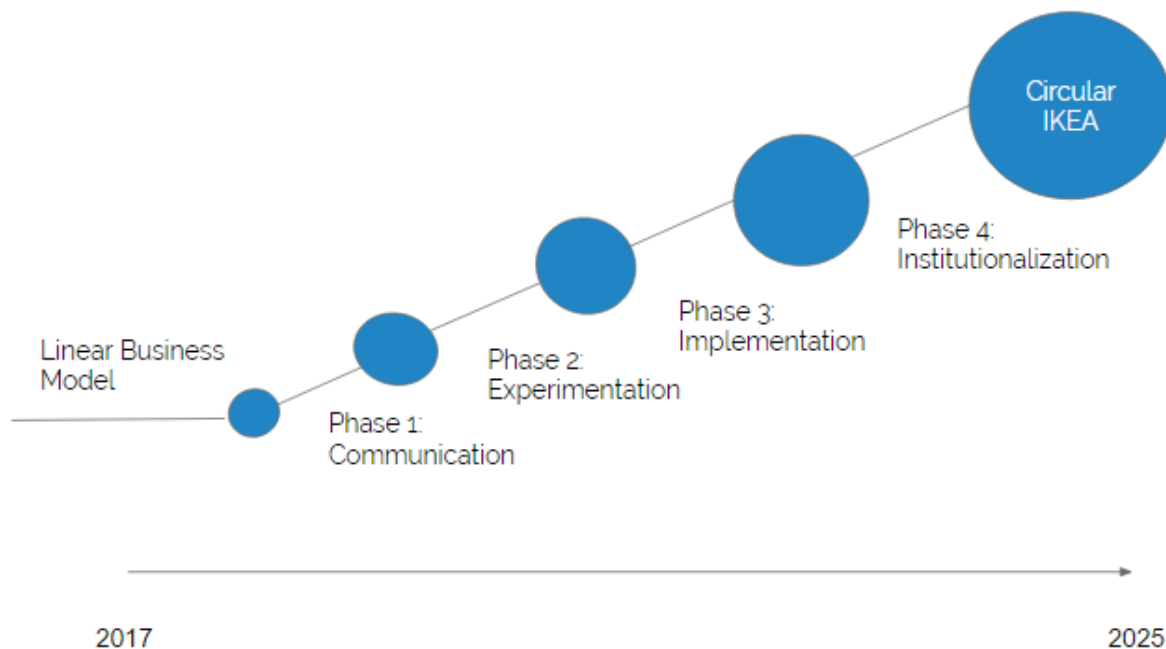 Circular
IKEA
Phase 4:
Institutionalization
Phase 3:
Implementation
Linear Business
Model
Phase 2:
Experimentation
Phase 1:
Communication
2017
2025